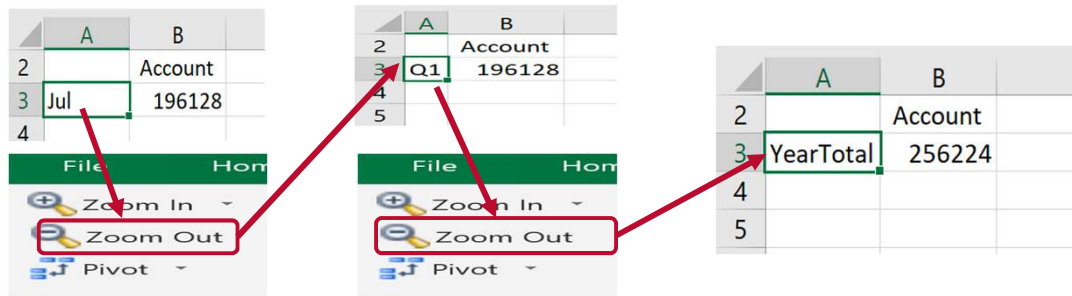 A B
2 Account
3 Jul 196128
4
File Hom
Zoom In
Zoom Out
Pivot
A B
2 Account
3 Q1 196128
4
5
File Hom
Zoom In
Zoom Out
Pivot
A B
2 Account
3 YearTotal 256224
4
5